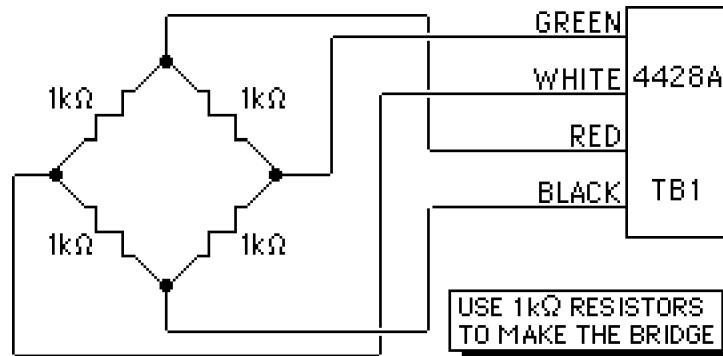 GREEN
WHITE 4428A
1kΩ 1kΩ
RED
BLACK TB1
1kΩ 1kΩ
USE 1kΩ RESISTORS
TO MAKE THE BRIDGE